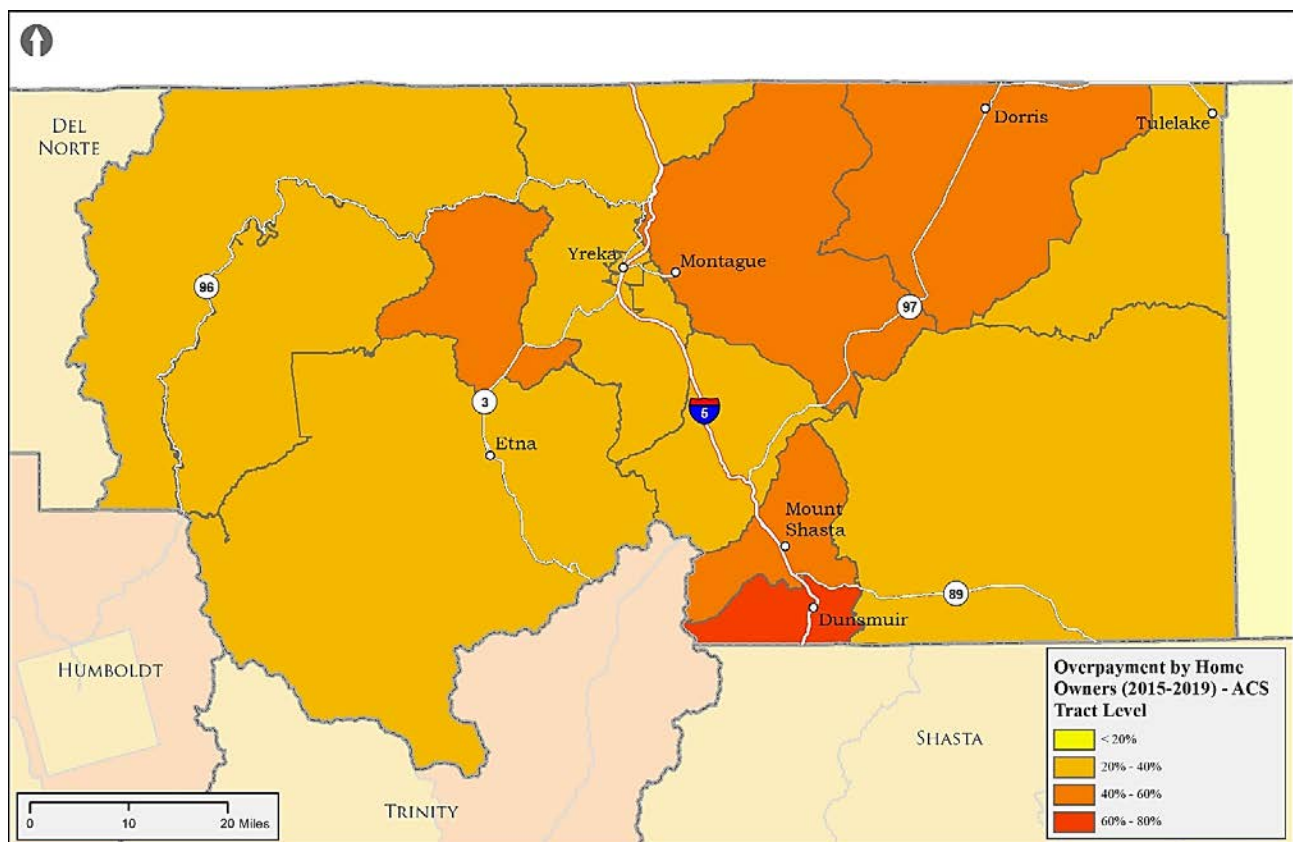 DEL
NORTE
Dorris
Tulelake
Yreka
Montague
96
97
3
5
Etna
Mount
Shasta
89
Dunsmuir
HUMBOLDT
SHASTA
TRINITY
0 10 20 Miles
Overpayment by Home
Owners (2015-2019) - ACS
Tract Level
< 20%
20% - 40%
40% - 60%
60% - 80%